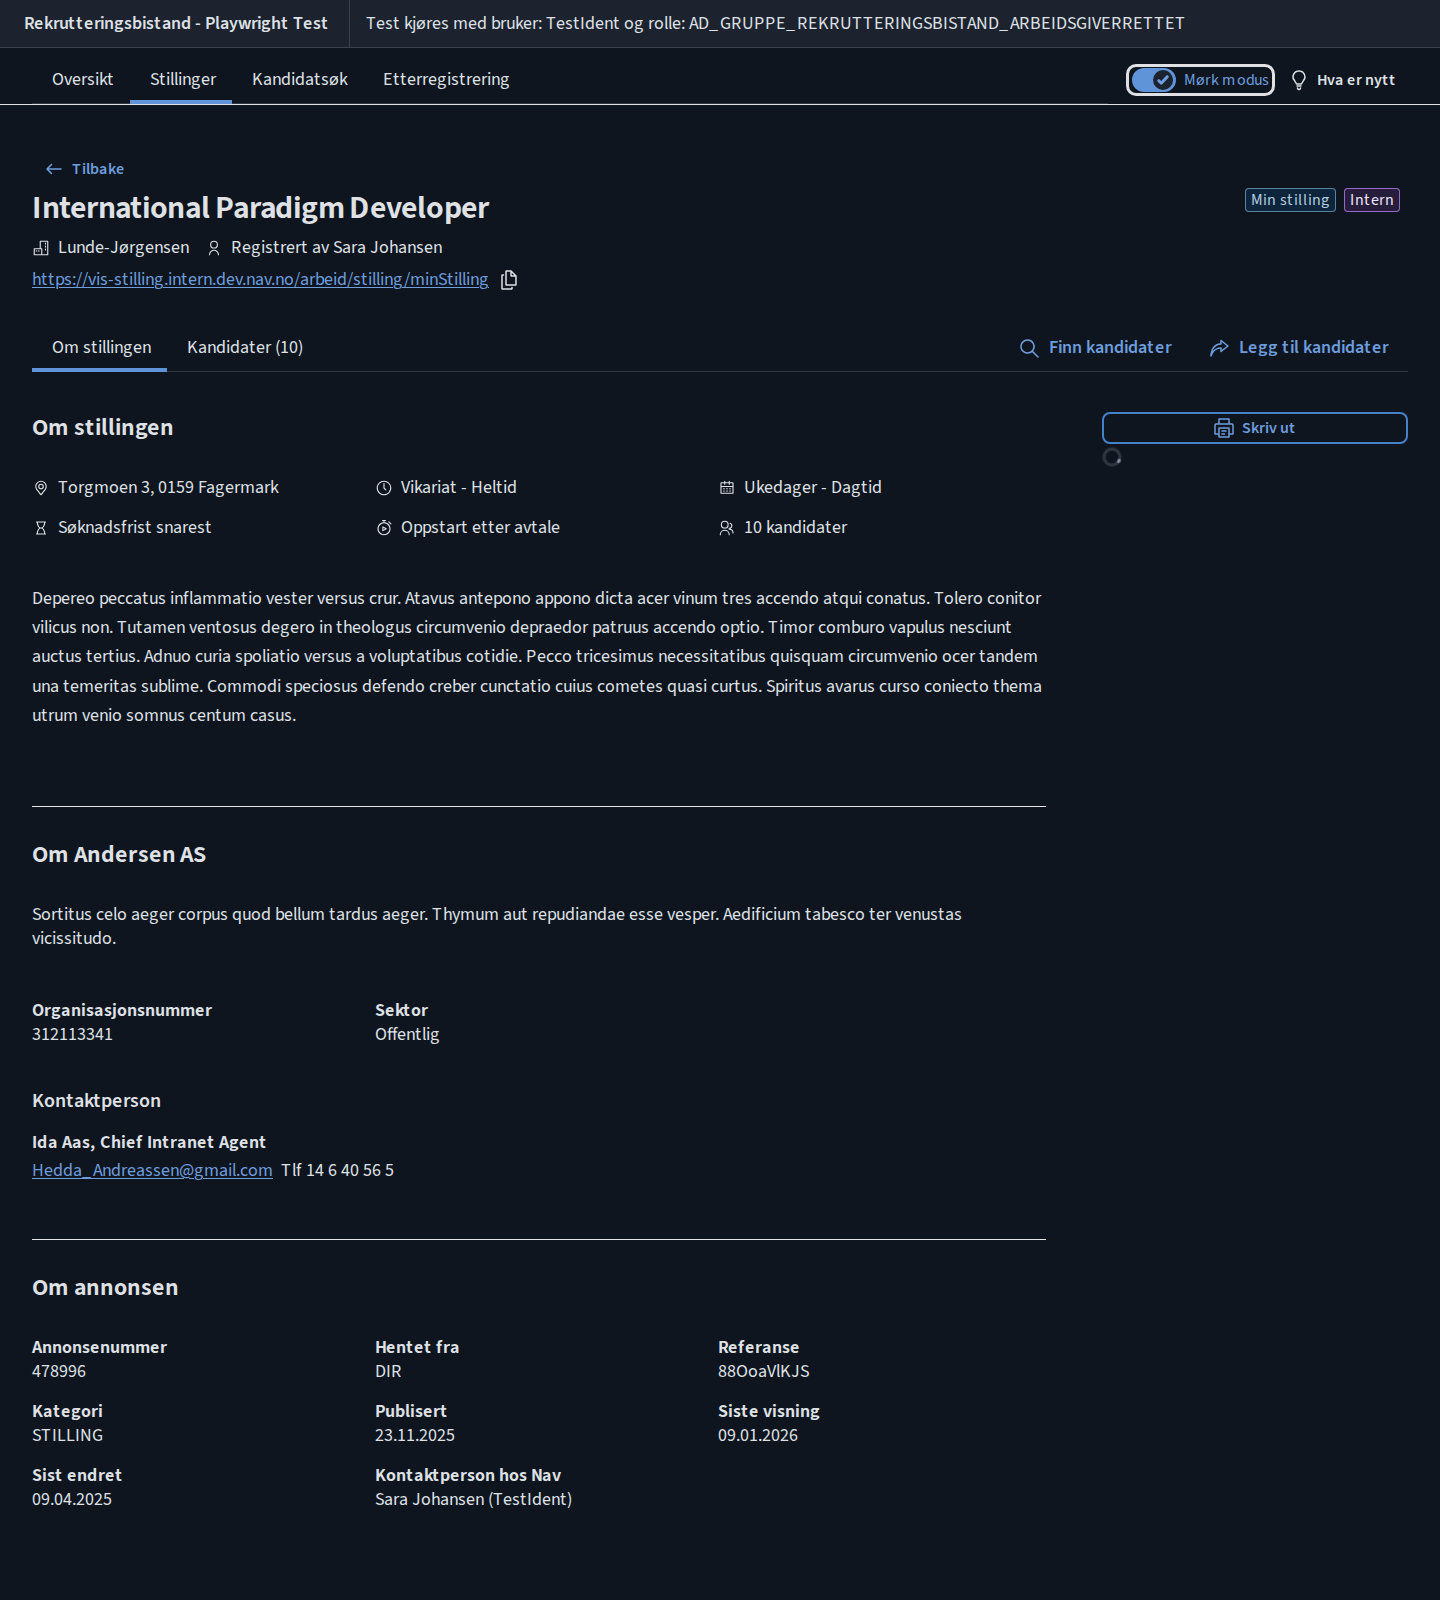 Rekrutteringsbistand - Playwright Test
Test kjøres med bruker: TestIdent og rolle: AD_GRUPPE_REKRUTTERINGSBISTAND_ARBEIDSGIVERRETTET
Oversikt
Stillinger
Kandidatsøk
Etterregistrering
Mørk modus
Hva er nytt
Tilbake
International Paradigm Developer
Min stilling
Intern
Lunde-Jørgensen
Registrert av Sara Johansen
https://vis-stilling.intern.dev.nav.no/arbeid/stilling/minStilling
Om stillingen
Kandidater (10)
Finn kandidater
Legg til kandidater
Om stillingen
Skriv ut
Torgmoen 3, 0159 Fagermark
Vikariat - Heltid
Ukedager - Dagtid
Søknadsfrist snarest
Oppstart etter avtale
10 kandidater
Depereo peccatus inflammatio vester versus crur. Atavus antepono appono dicta acer vinum tres accendo atqui conatus. Tolero conitor
vilicus non. Tutamen ventosus degero in theologus circumvenio depraedor patruus accendo optio. Timor comburo vapulus nesciunt
auctus tertius. Adnuo curia spoliatio versus a voluptatibus cotidie. Pecco tricesimus necessitatibus quisquam circumvenio ocer tandem
una temeritas sublime. Commodi speciosus defendo creber cunctatio cuius cometes quasi curtus. Spiritus avarus curso coniecto thema
utrum venio somnus centum casus.
Om Andersen AS
Sortitus celo aeger corpus quod bellum tardus aeger. Thymum aut repudiandae esse vesper. Aedificium tabesco ter venustas
vicissitudo.
Organisasjonsnummer
Sektor
312113341
Offentlig
Kontaktperson
Ida Aas, Chief Intranet Agent
Hedda_Andreassen@gmail.com Tlf 14 6 40 56 5
Om annonsen
Annonsenummer
Hentet fra
Referanse
478996
DIR
88OoaVlKJS
Kategori
Publisert
Siste visning
STILLING
23.11.2025
09.01.2026
Sist endret
Kontaktperson hos Nav
09.04.2025
Sara Johansen (TestIdent)